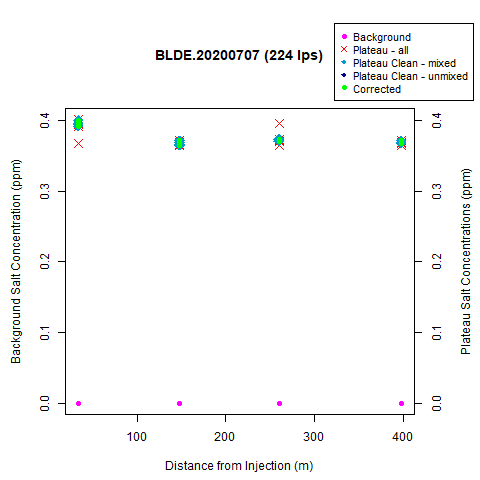 BLDE.20200707 (224 lps)
Background
Plateau - all
Plateau Clean - mixed
Plateau Clean - unmixed
Corrected
Background Salt Concentration (ppm)
0.4
0.3
0.2
0.1
0.0
0.4
0.3
0.2
0.1
0.0
Plateau Salt Concentrations (ppm)
100 200 300 400
Distance from Injection (m)